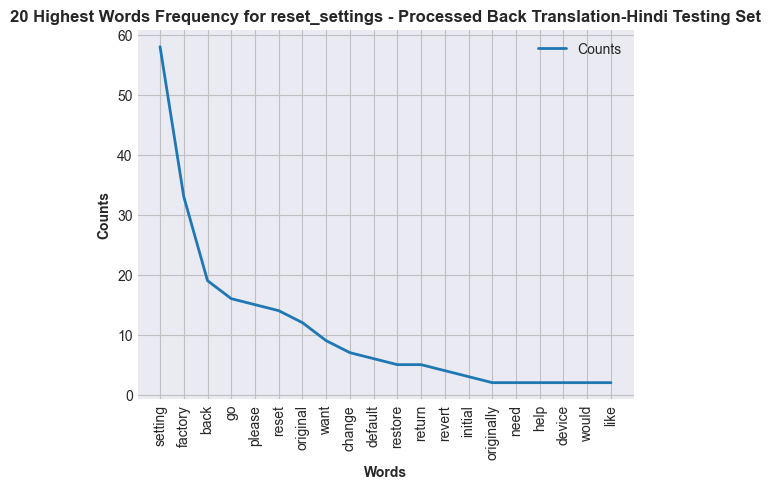 20 Highest Words Frequency for reset_settings - Processed Back Translation-Hindi Testing Set
Counts
60
50
40
30
20
10
0
Counts
setting
factory
back
go
please
reset
original
want
change
default
restore
return
revert
initial
originally
need
help
device
would
like
Words